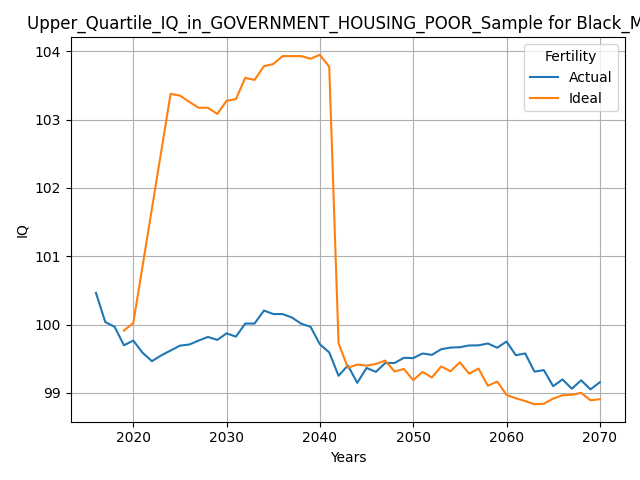 Upper_Quartile_IQ_in_GOVERNMENT_HOUSING_POOR_Sample for Black_M
104
103
102
101
100
99
IQ
Fertility
Actual
Ideal
2020 2030 2040 2050 2060 2070
Years